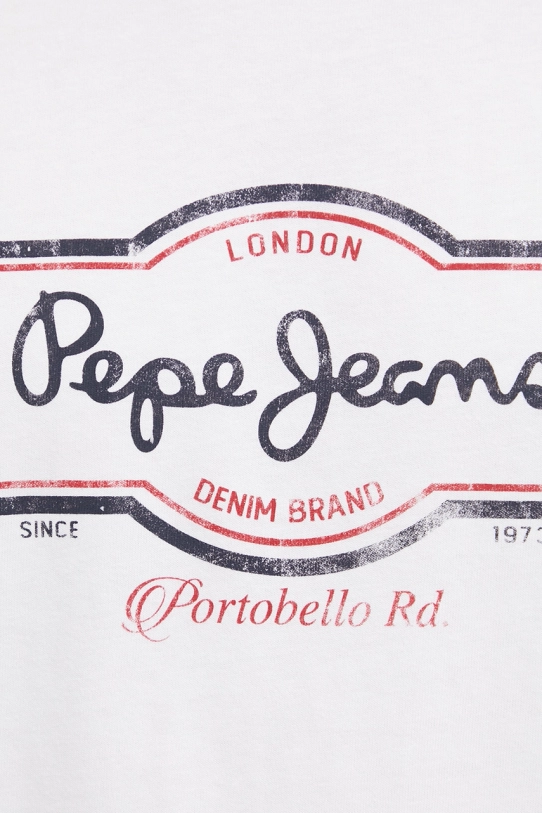 LONDON
Pepe Jeans
DENIM BRAND
SINCE 1973
Portobello Rd.